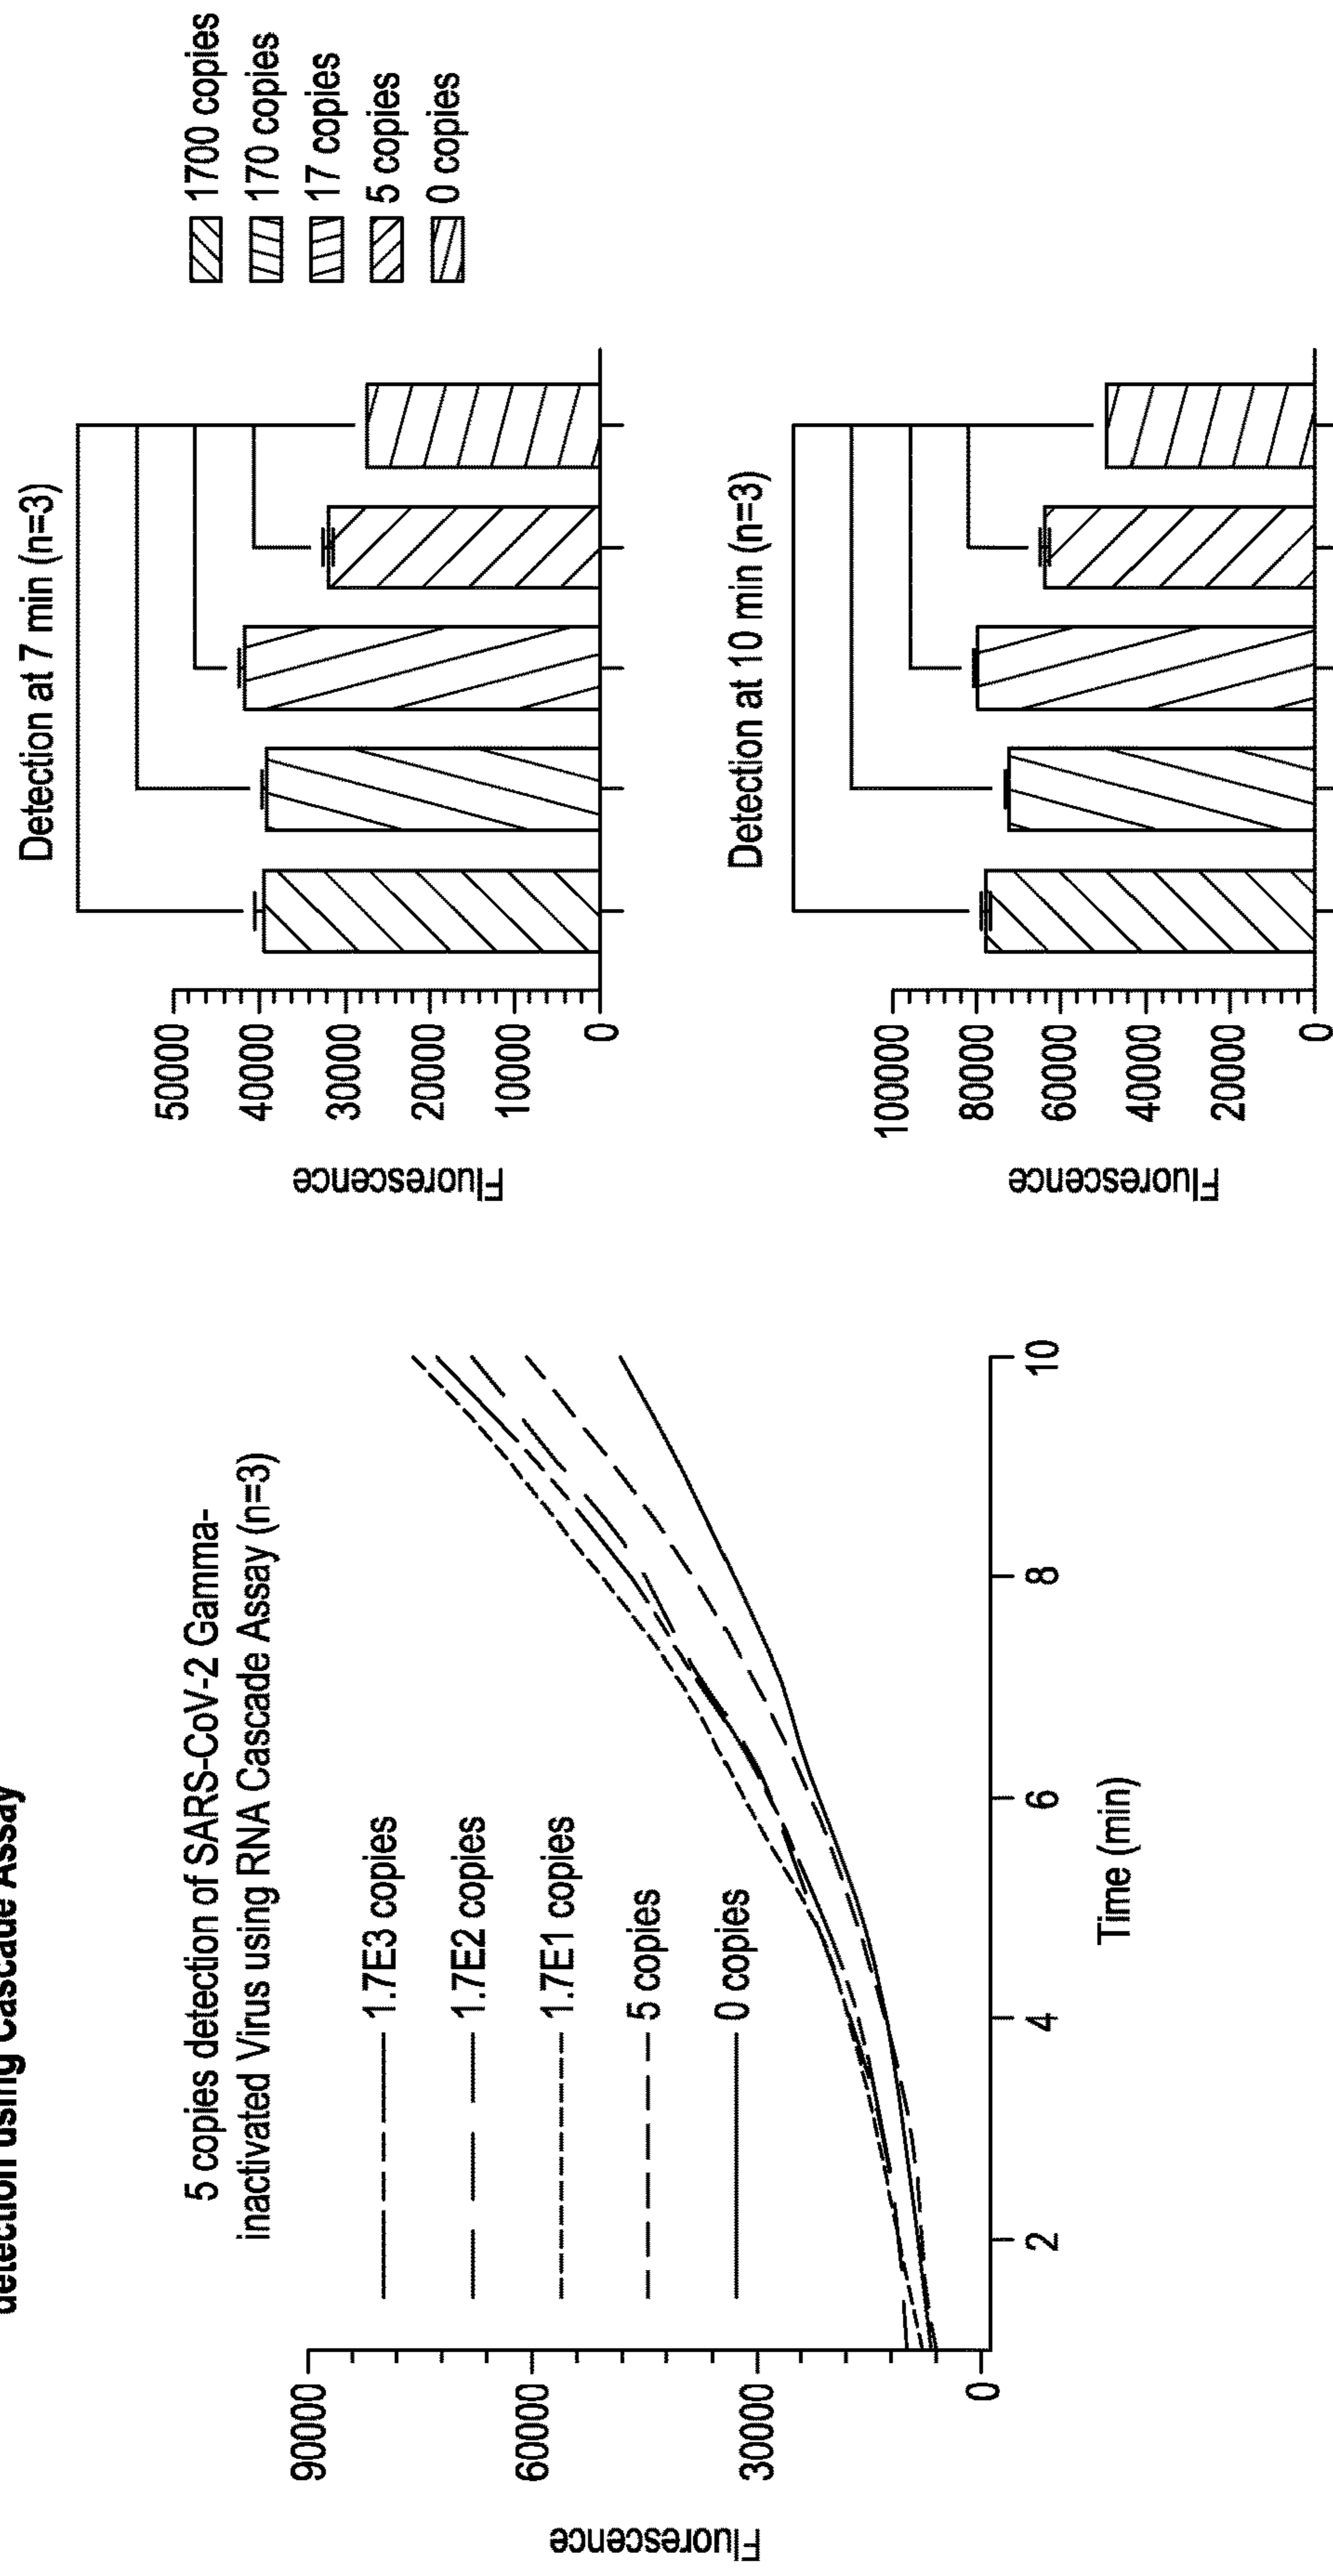 detection using Cascade Assay
5 copies detection of SARS-CoV-2 Gamma-
inactivated Virus using RNA Cascade Assay (n=3)
Fluorescence
90000
60000
30000
0
1.7E3 copies
1.7E2 copies
1.7E1 copies
5 copies
0 copies
2
4
6
8
10
Time (min)
Detection at 7 min (n=3)
Fluorescence
50000
40000
30000
20000
10000
0
1700 copies
170 copies
17 copies
5 copies
0 copies
Detection at 10 min (n=3)
Fluorescence
100000
80000
60000
40000
20000
0